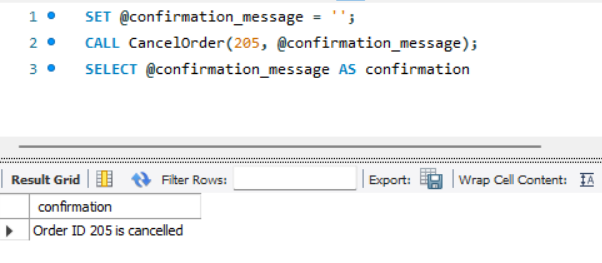 1 SET @confirmation_message = '';
2 CALL CancelOrder(205, @confirmation_message);
3 SELECT @confirmation_message AS confirmation
Result Grid Filter Rows: Export: Wrap Cell Content:
confirmation
Order ID 205 is cancelled